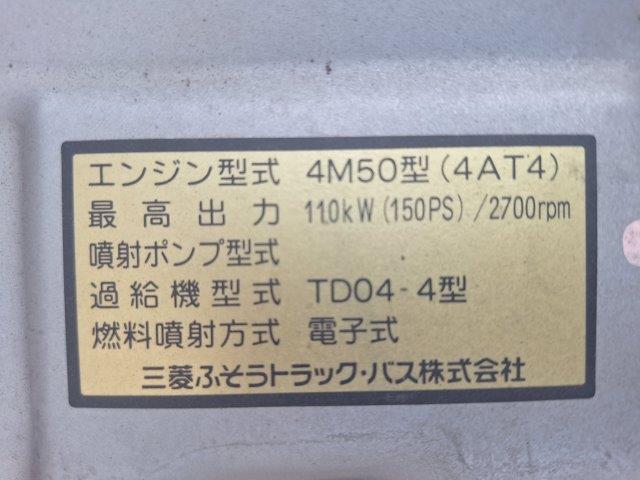 エンジン型式 4M50型(4AT4)
最高出力 110kW(150PS)/2700rpm
噴射ポンプ型式
過給機型式 TD04-4型
燃料噴射方式 電子式
三菱ふそうトラック・バス株式会社